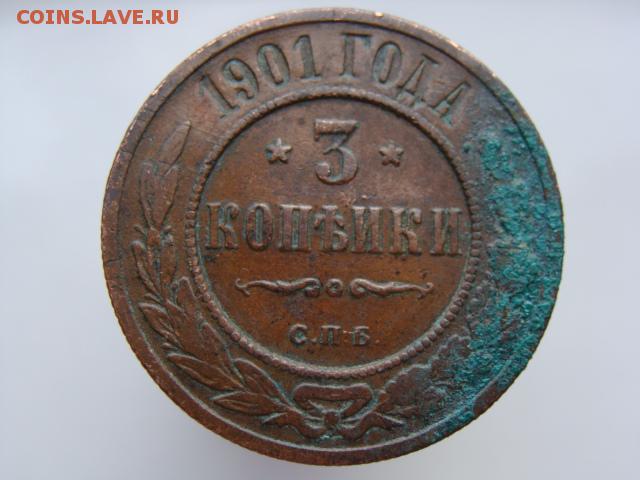 COINS.LAVE.RU
1901 ГОДА
3
КОПѢЙКИ
С.П.Б.